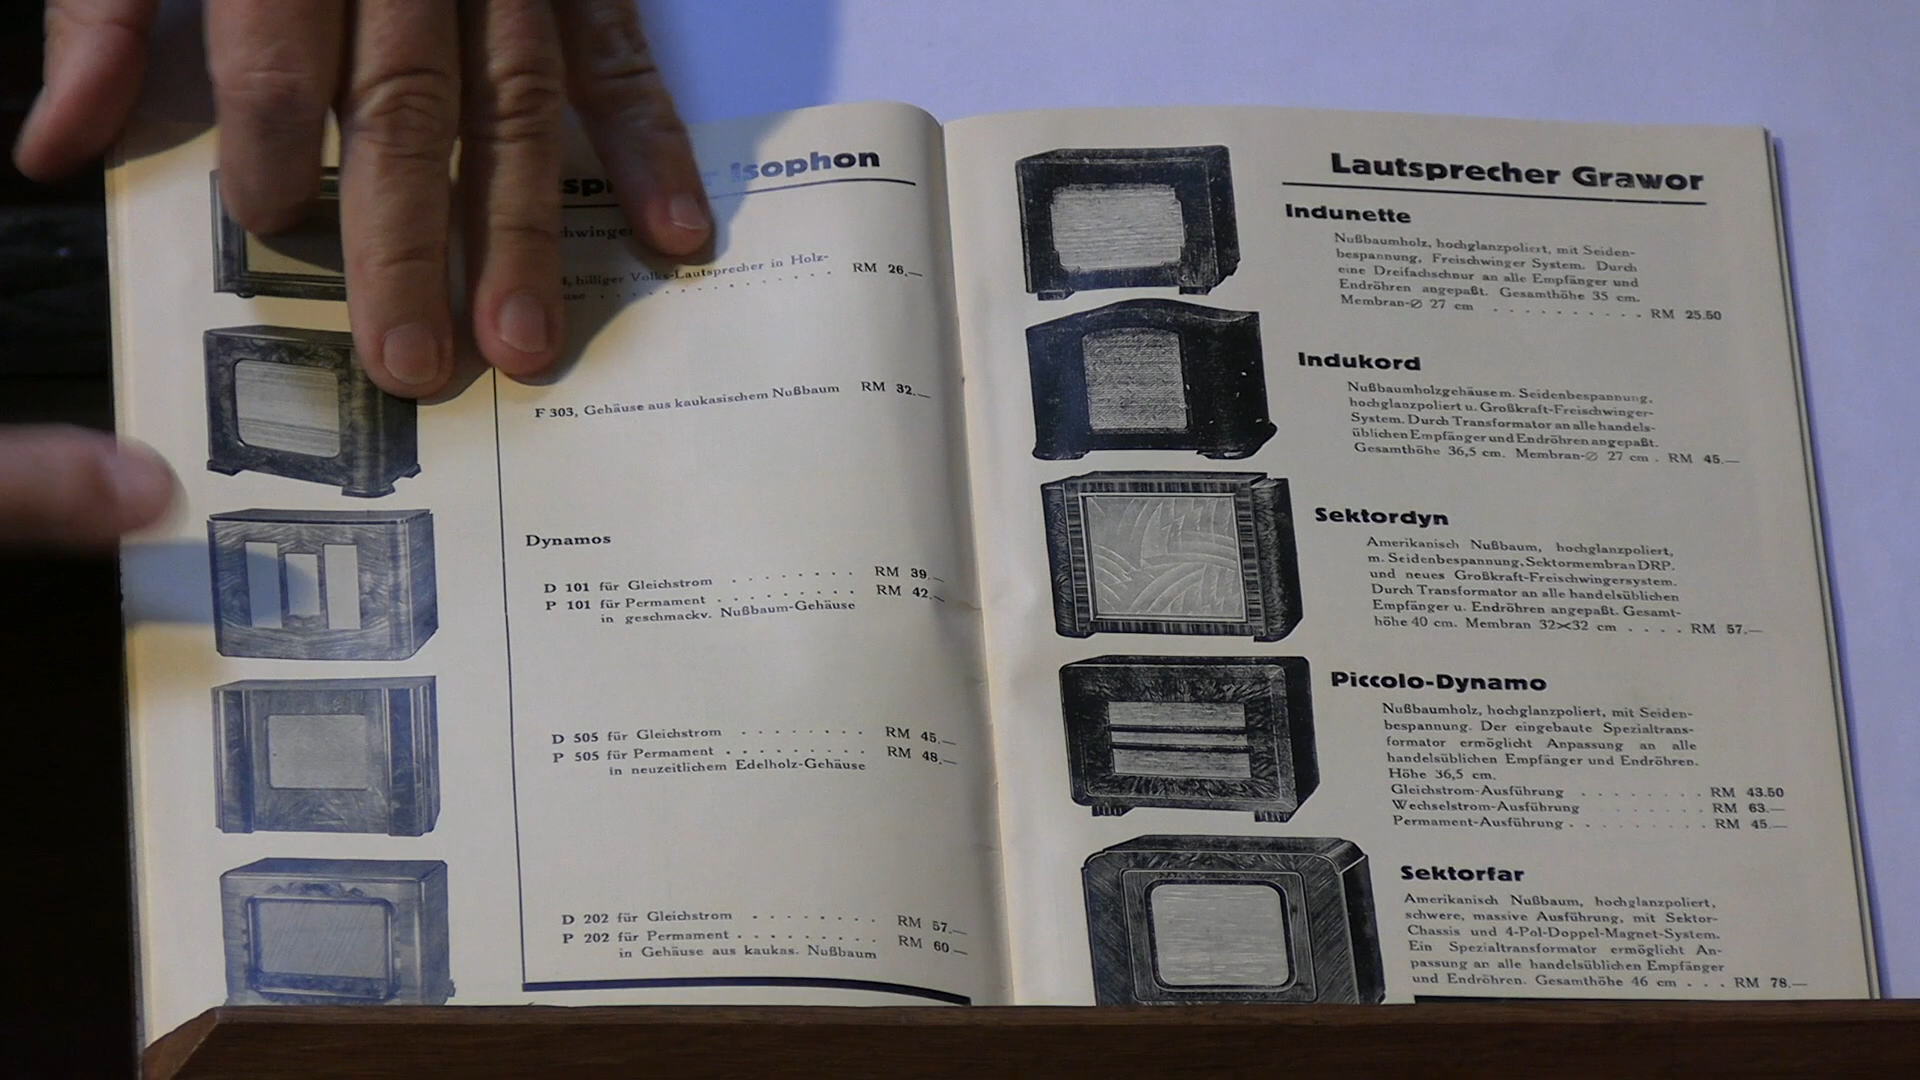 Isophon
RM 26.—
billiger Volks-Lautsprecher in Holz-
F 303, Gehäuse aus kaukasischem Nußbaum RM 32.—
Dynamos
D 101 für Gleichstrom . . . . . . . . RM 39.—
P 101 für Permament . . . . . . . . . RM 42.—
in geschmackv. Nußbaum-Gehäuse
D 505 für Gleichstrom . . . . . . . . RM 45.—
P 505 für Permament . . . . . . . . . RM 48.—
in neuzeitlichem Edelholz-Gehäuse
D 202 für Gleichstrom . . . . . . . . RM 57.—
P 202 für Permament . . . . . . . . . RM 60.—
in Gehäuse aus kaukas. Nußbaum
Lautsprecher Grawor
Indunette
Nußbaumholz, hochglanzpoliert, mit Seiden-
bespannung, Freischwinger System. Durch
eine Dreifachschnur an alle Empfänger und
Endröhren angepaßt. Gesamthöhe 35 cm.
Membran-∅ 27 cm . . . . . . . . . . RM 25.50
Indukord
Nußbaumholzgehäuse m. Seidenbespannung,
hochglanzpoliert u. Großkraft-Freischwinger-
System. Durch Transformator an alle handels-
üblichen Empfänger und Endröhren angepaßt.
Gesamthöhe 36,5 cm. Membran-∅ 27 cm . RM 45.—
Sektordyn
Amerikanisch Nußbaum, hochglanzpoliert,
m. Seidenbespannung, Sektormembran DRP.
und neues Großkraft-Freischwingersystem.
Durch Transformator an alle handelsüblichen
Empfänger u. Endröhren angepaßt. Gesamt-
höhe 40 cm. Membran 32×32 cm . . . . RM 57.—
Piccolo-Dynamo
Nußbaumholz, hochglanzpoliert, mit Seiden-
bespannung. Der eingebaute Spezialtrans-
formator ermöglicht Anpassung an alle
handelsüblichen Empfänger und Endröhren.
Höhe 36,5 cm.
Gleichstrom-Ausführung . . . . . . . . RM 43.50
Wechselstrom-Ausführung . . . . . . . RM 63.—
Permament-Ausführung . . . . . . . . . RM 45.—
Sektorfar
Amerikanisch Nußbaum, hochglanzpoliert,
schwere, massive Ausführung, mit Sektor-
Chassis und 4-Pol-Doppel-Magnet-System.
Ein Spezialtransformator ermöglicht An-
passung an alle handelsüblichen Empfänger
und Endröhren. Gesamthöhe 46 cm . . . RM 78.—